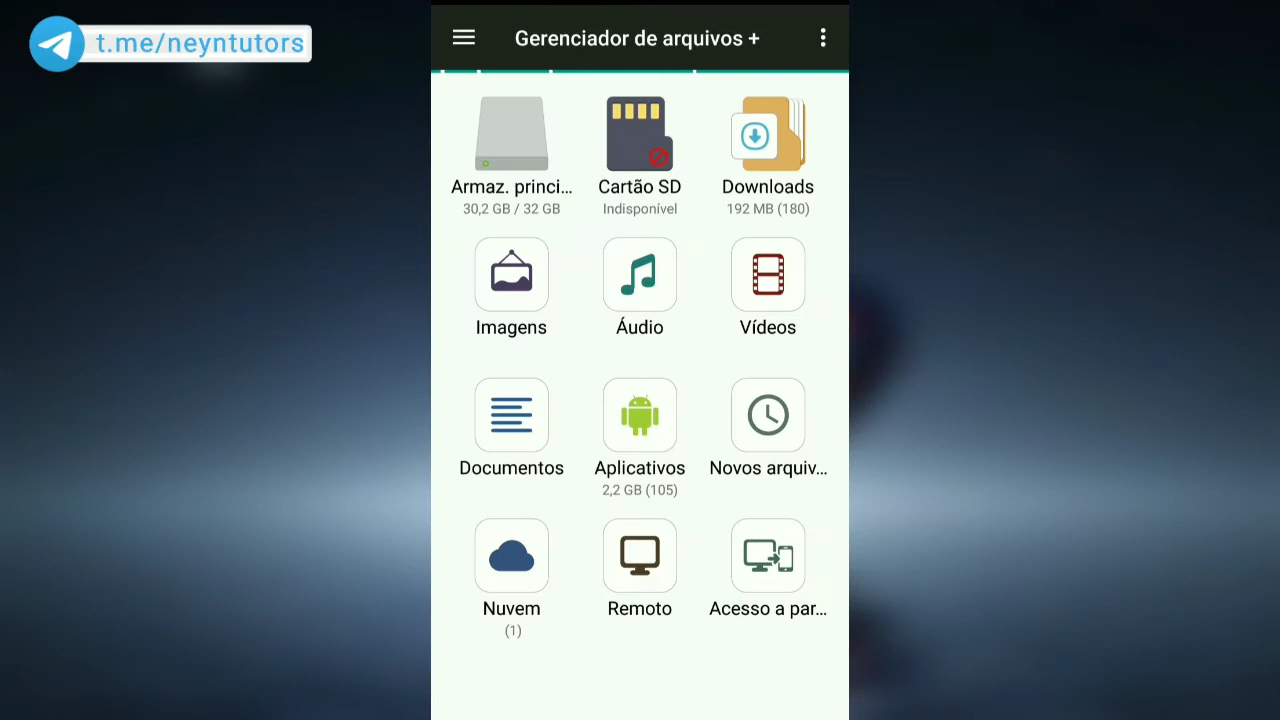 t.me/neyntutors
Gerenciador de arquivos +
Armaz. princi...
Cartão SD
Downloads
30,2 GB / 32 GB
Indisponível
192 MB (180)
Imagens
Áudio
Vídeos
Documentos
Aplicativos
Novos arquiv...
2,2 GB (105)
Nuvem
Remoto
Acesso a par...
(1)